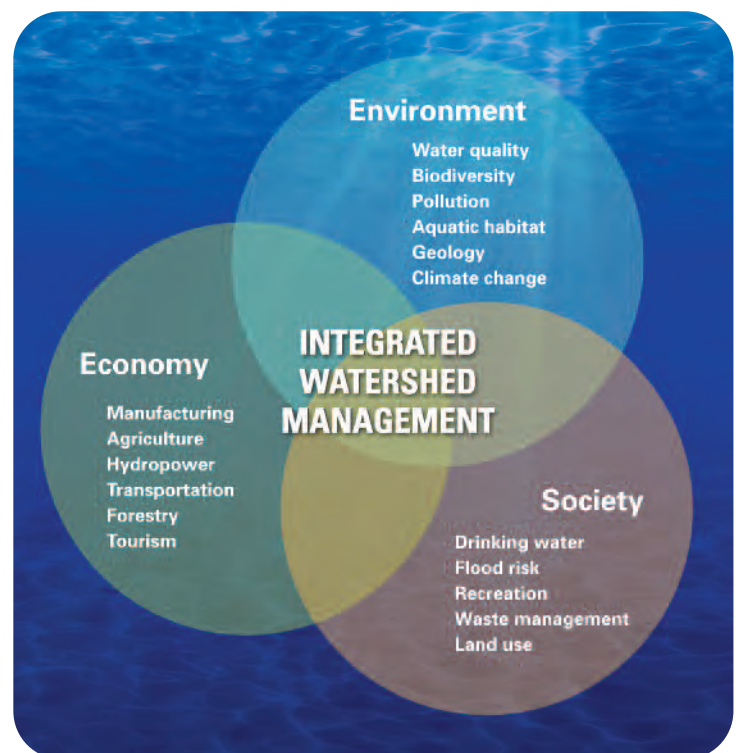 Environment
Water quality
Biodiversity
Pollution
Aquatic habitat
Geology
Climate change
INTEGRATED
WATERSHED
MANAGEMENT
Economy
Manufacturing
Agriculture
Hydropower
Transportation
Forestry
Tourism
Society
Drinking water
Flood risk
Recreation
Waste management
Land use